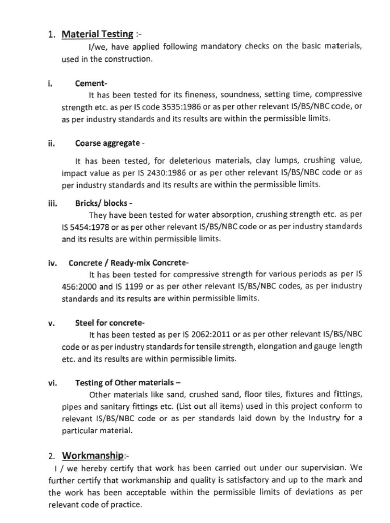 1. Material Testing :-
I/we, have applied following mandatory checks on the basic materials,
used in the construction.
i. Cement-
It has been tested for its fineness, soundness, setting time, compressive
strength etc. as per IS code 3535:1986 or as per other relevant IS/BS/NBC code, or
as per industry standards and its results are within the permissible limits.
ii. Coarse aggregate -
It has been tested, for deleterious materials, clay lumps, crushing value,
impact value as per IS 2430:1986 or as per other relevant IS/BS/NBC code or as
per industry standards and its results are within the permissible limits.
iii. Bricks/ blocks -
They have been tested for water absorption, crushing strength etc. as per
IS 5454:1978 or as per other relevant IS/BS/NBC code or as per industry standards
and its results are within permissible limits.
iv. Concrete / Ready-mix Concrete-
It has been tested for compressive strength for various periods as per IS
456:2000 and IS 1199 or as per other relevant IS/BS/NBC codes, as per industry
standards and its results are within permissible limits.
v. Steel for concrete-
It has been tested as per IS 2062:2011 or as per other relevant IS/BS/NBC
code or as per industry standards for tensile strength, elongation and gauge length
etc. and its results are within permissible limits.
vi. Testing of Other materials –
Other materials like sand, crushed sand, floor tiles, fixtures and fittings,
pipes and sanitary fittings etc. (List out all items) used in this project conform to
relevant IS/BS/NBC code or as per standards laid down by the Industry for a
particular material.
2. Workmanship:-
I / we hereby certify that work has been carried out under our supervision. We
further certify that workmanship and quality is satisfactory and up to the mark and
the work has been acceptable within the permissible limits of deviations as per
relevant code of practice.